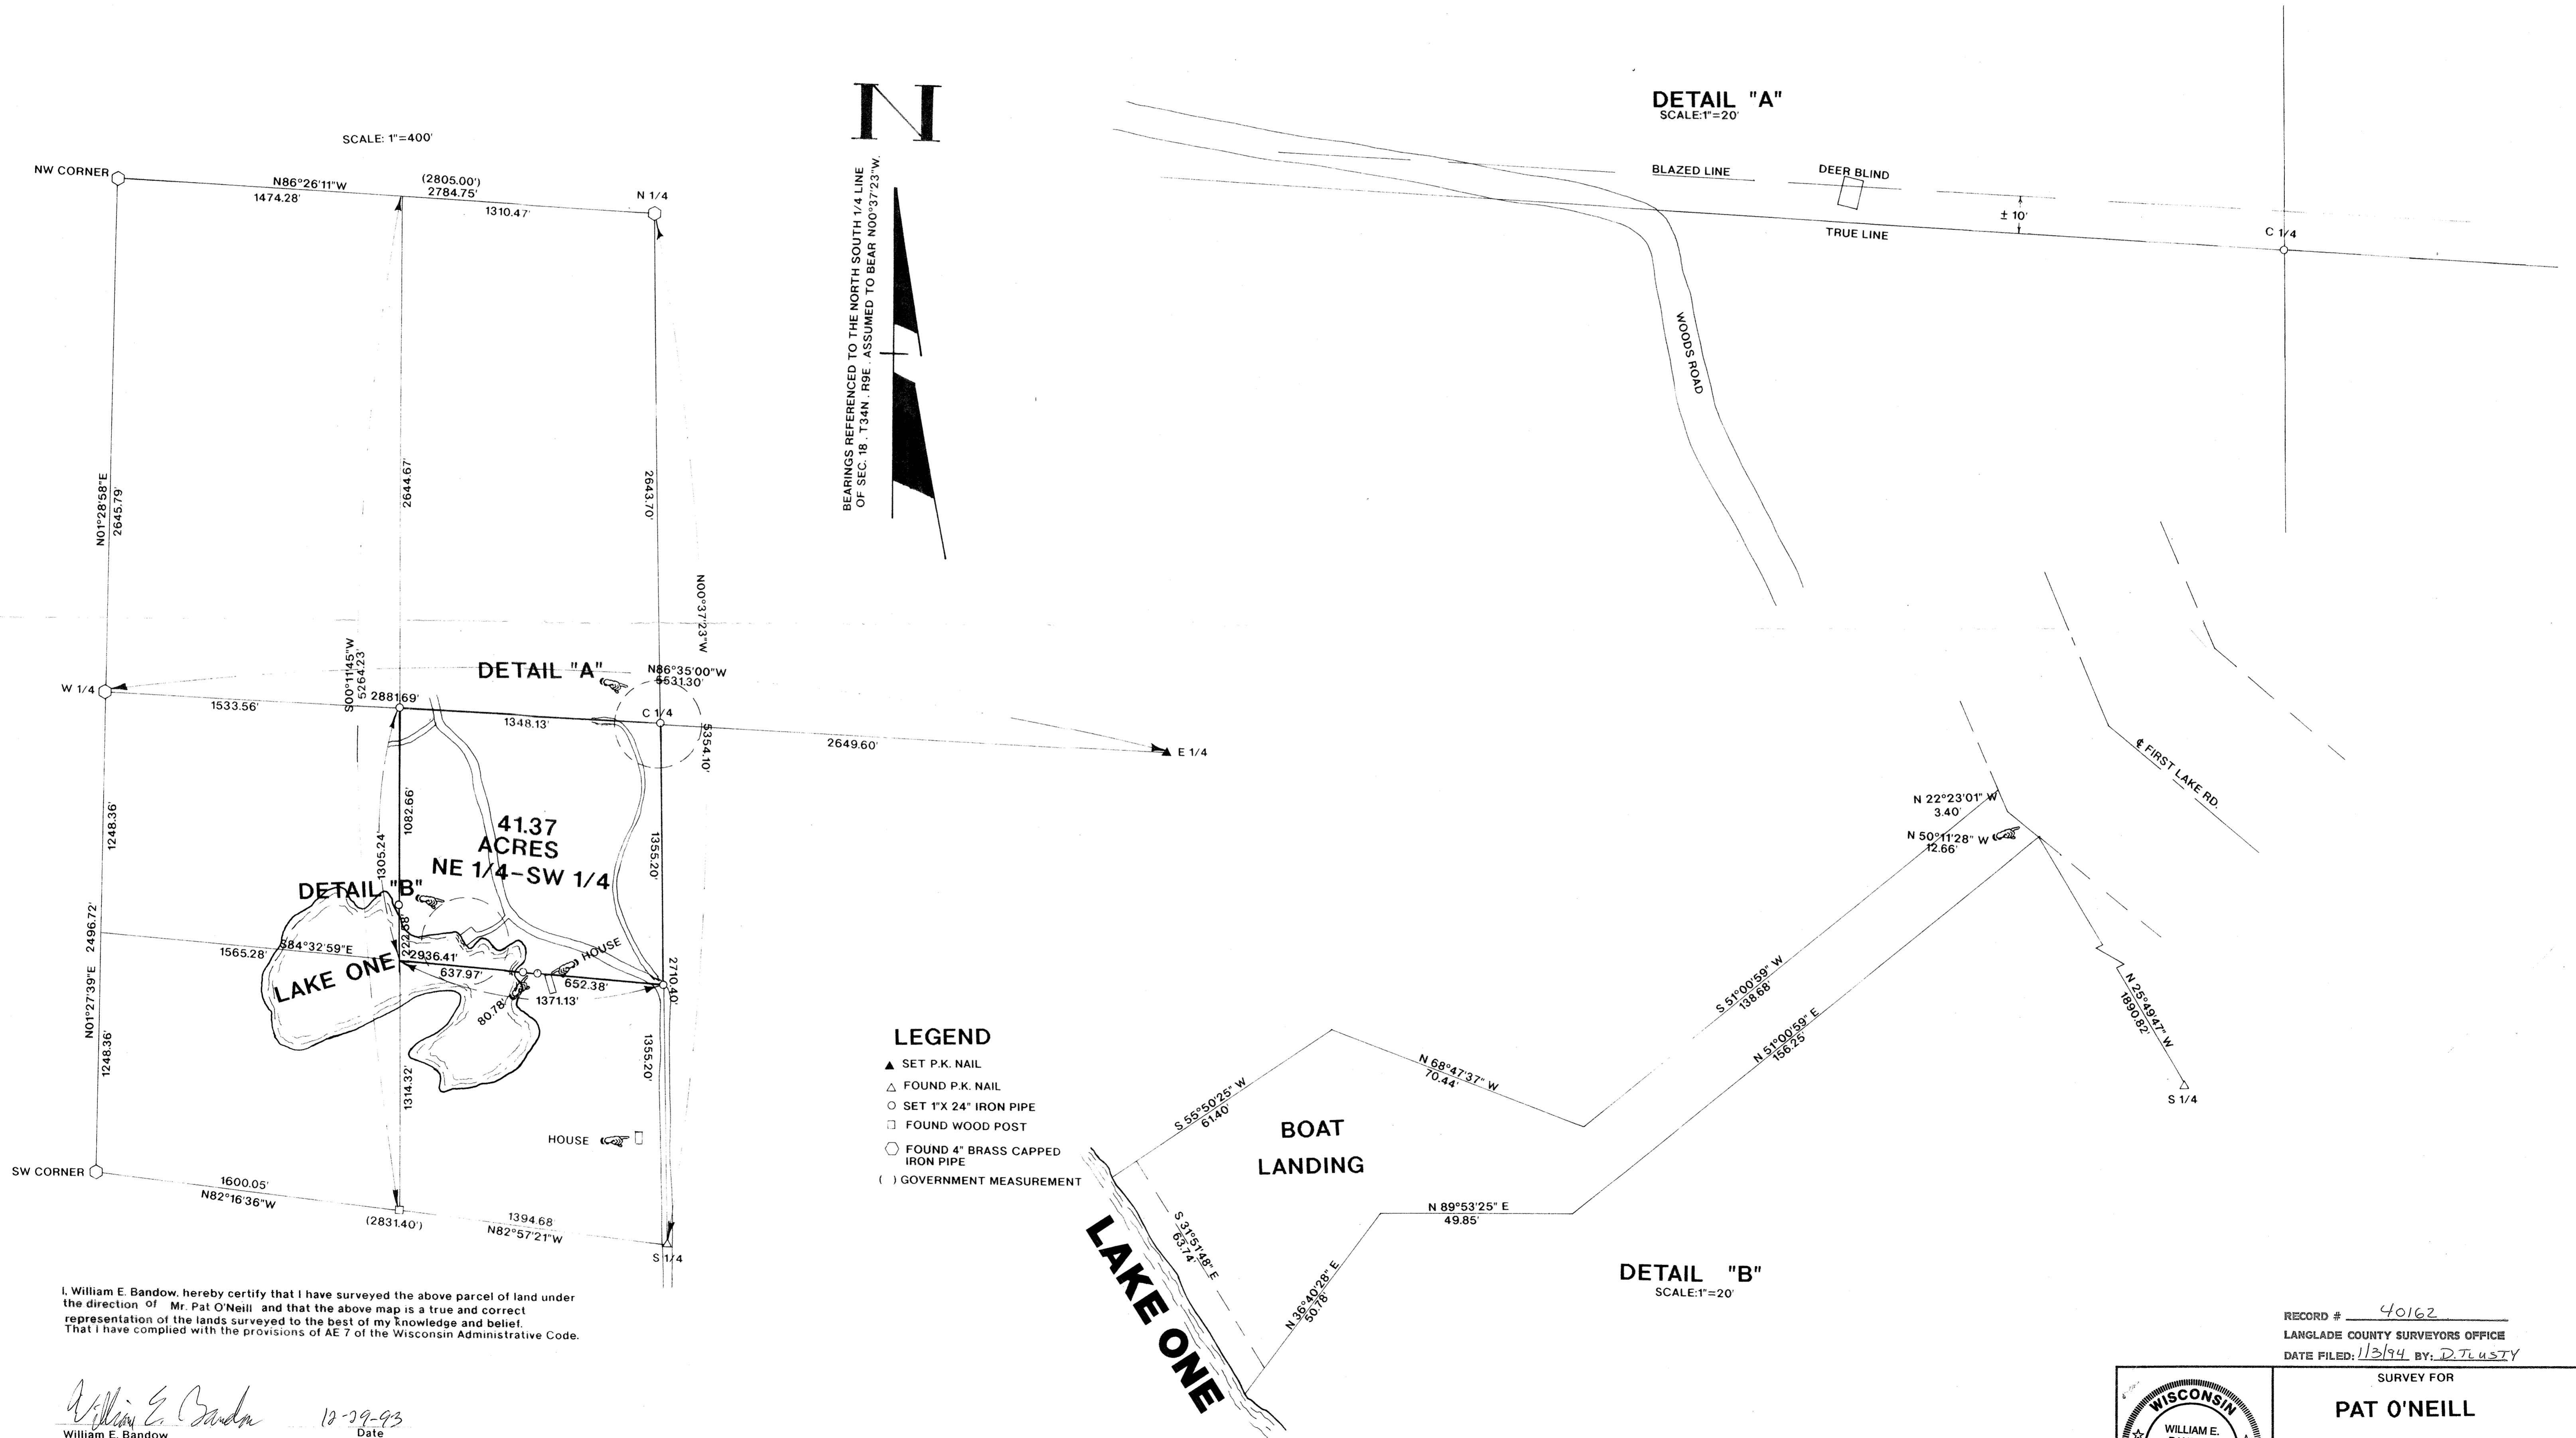 SCALE: 1"=400'
NW CORNER
N86°26'11"W
(2805.00')
2784.75'
1474.28'
1310.47'
N 1/4
N
BEARINGS REFERENCED TO THE NORTH SOUTH 1/4 LINE
OF SEC. 18 , T34N , R9E . ASSUMED TO BEAR N00°37'23"W.
N01°28'58"E
2645.79'
2644.67'
2643.70'
N00°37'23"W
S00°11'45"W
5264.23'
DETAIL "A"
N86°35'00"W
5531.30'
W 1/4
2881.69'
1533.56'
1348.13'
C 1/4
5354.10'
2649.60'
E 1/4
1248.36'
1305.24'
1082.66'
41.37
ACRES
NE 1/4-SW 1/4
1355.20'
DETAIL "B"
222.58'
N01°27'39"E 2496.72'
S84°32'59"E
1565.28'
2936.41'
LAKE ONE
637.97'
HOUSE
652.38'
1371.13'
80.78'
2710.40'
1248.36'
1314.32'
1355.20'
HOUSE
SW CORNER
1600.05'
N82°16'36"W
(2831.40')
1394.68'
N82°57'21"W
S 1/4
LEGEND
SET P.K. NAIL
FOUND P.K. NAIL
SET 1"X 24" IRON PIPE
FOUND WOOD POST
FOUND 4" BRASS CAPPED
IRON PIPE
( ) GOVERNMENT MEASUREMENT
DETAIL "A"
SCALE:1"=20'
BLAZED LINE
DEER BLIND
± 10'
TRUE LINE
C 1/4
WOODS ROAD
℄ FIRST LAKE RD.
N 22°23'01" W
3.40'
N 50°11'28" W
12.66'
S 51°00'59" W
138.68'
N 51°00'59" E
156.25'
N 25°49'47" W
1890.82'
S 1/4
N 68°47'37" W
70.44'
S 55°50'25" W
61.40'
BOAT
LANDING
N 89°53'25" E
49.85'
S 31°51'48" E
63.74'
N 36°40'28" E
50.78'
LAKE ONE
DETAIL "B"
SCALE:1"=20'
I, William E. Bandow, hereby certify that I have surveyed the above parcel of land under
the direction of Mr. Pat O'Neill and that the above map is a true and correct
representation of the lands surveyed to the best of my knowledge and belief.
That I have complied with the provisions of AE 7 of the Wisconsin Administrative Code.
William E. Bandow 12-29-93
William E. Bandow Date
RECORD # 40162
LANGLADE COUNTY SURVEYORS OFFICE
DATE FILED: 1/3/94 BY: D. TLUSTY
SURVEY FOR
PAT O'NEILL
WISCONSIN
WILLIAM E.